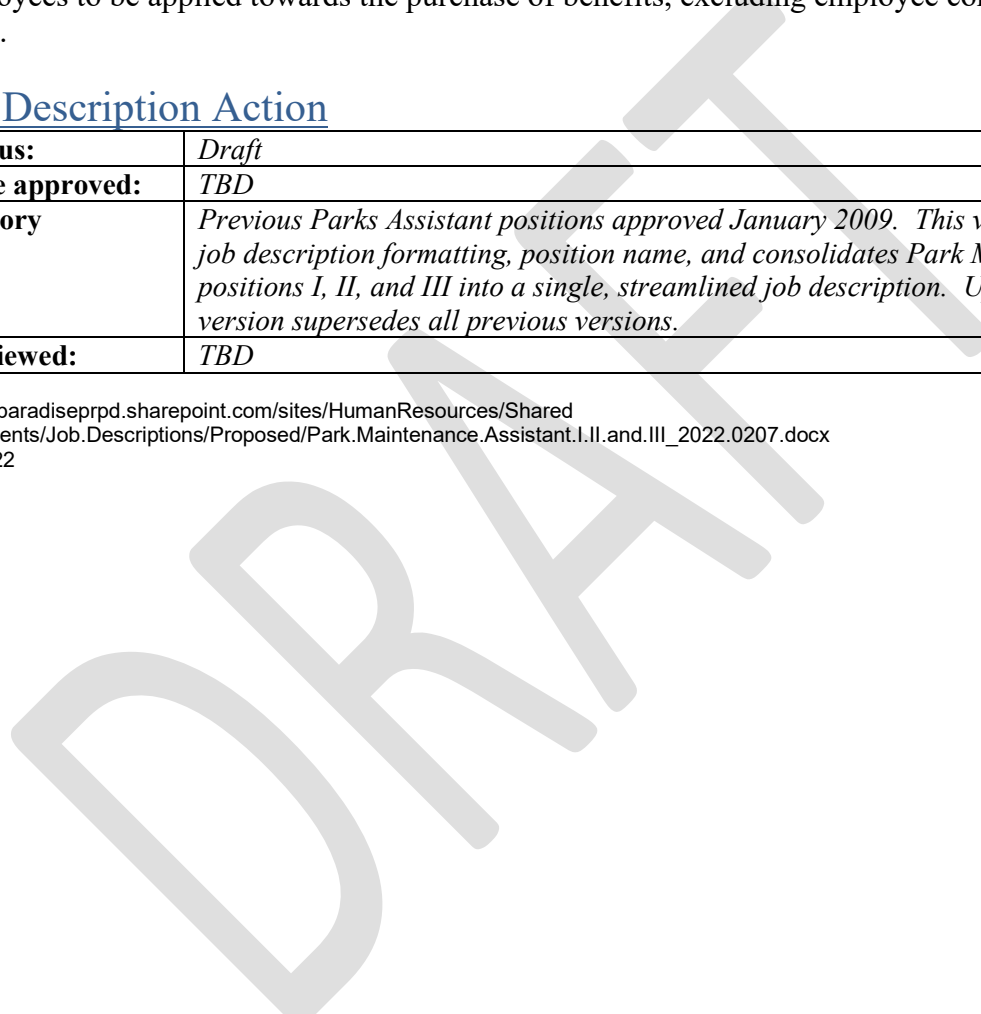 oyees to be applied towards the purchase of benefits, excluding employee co
.
Description Action
us: Draft
e approved: TBD
ory Previous Parks Assistant positions approved January 2009. This v
job description formatting, position name, and consolidates Park M
positions I, II, and III into a single, streamlined job description. U
version supersedes all previous versions.
iewed: TBD
paradiseprpd.sharepoint.com/sites/HumanResources/Shared
ents/Job.Descriptions/Proposed/Park.Maintenance.Assistant.I.II.and.III_2022.0207.docx
22
DRAFT